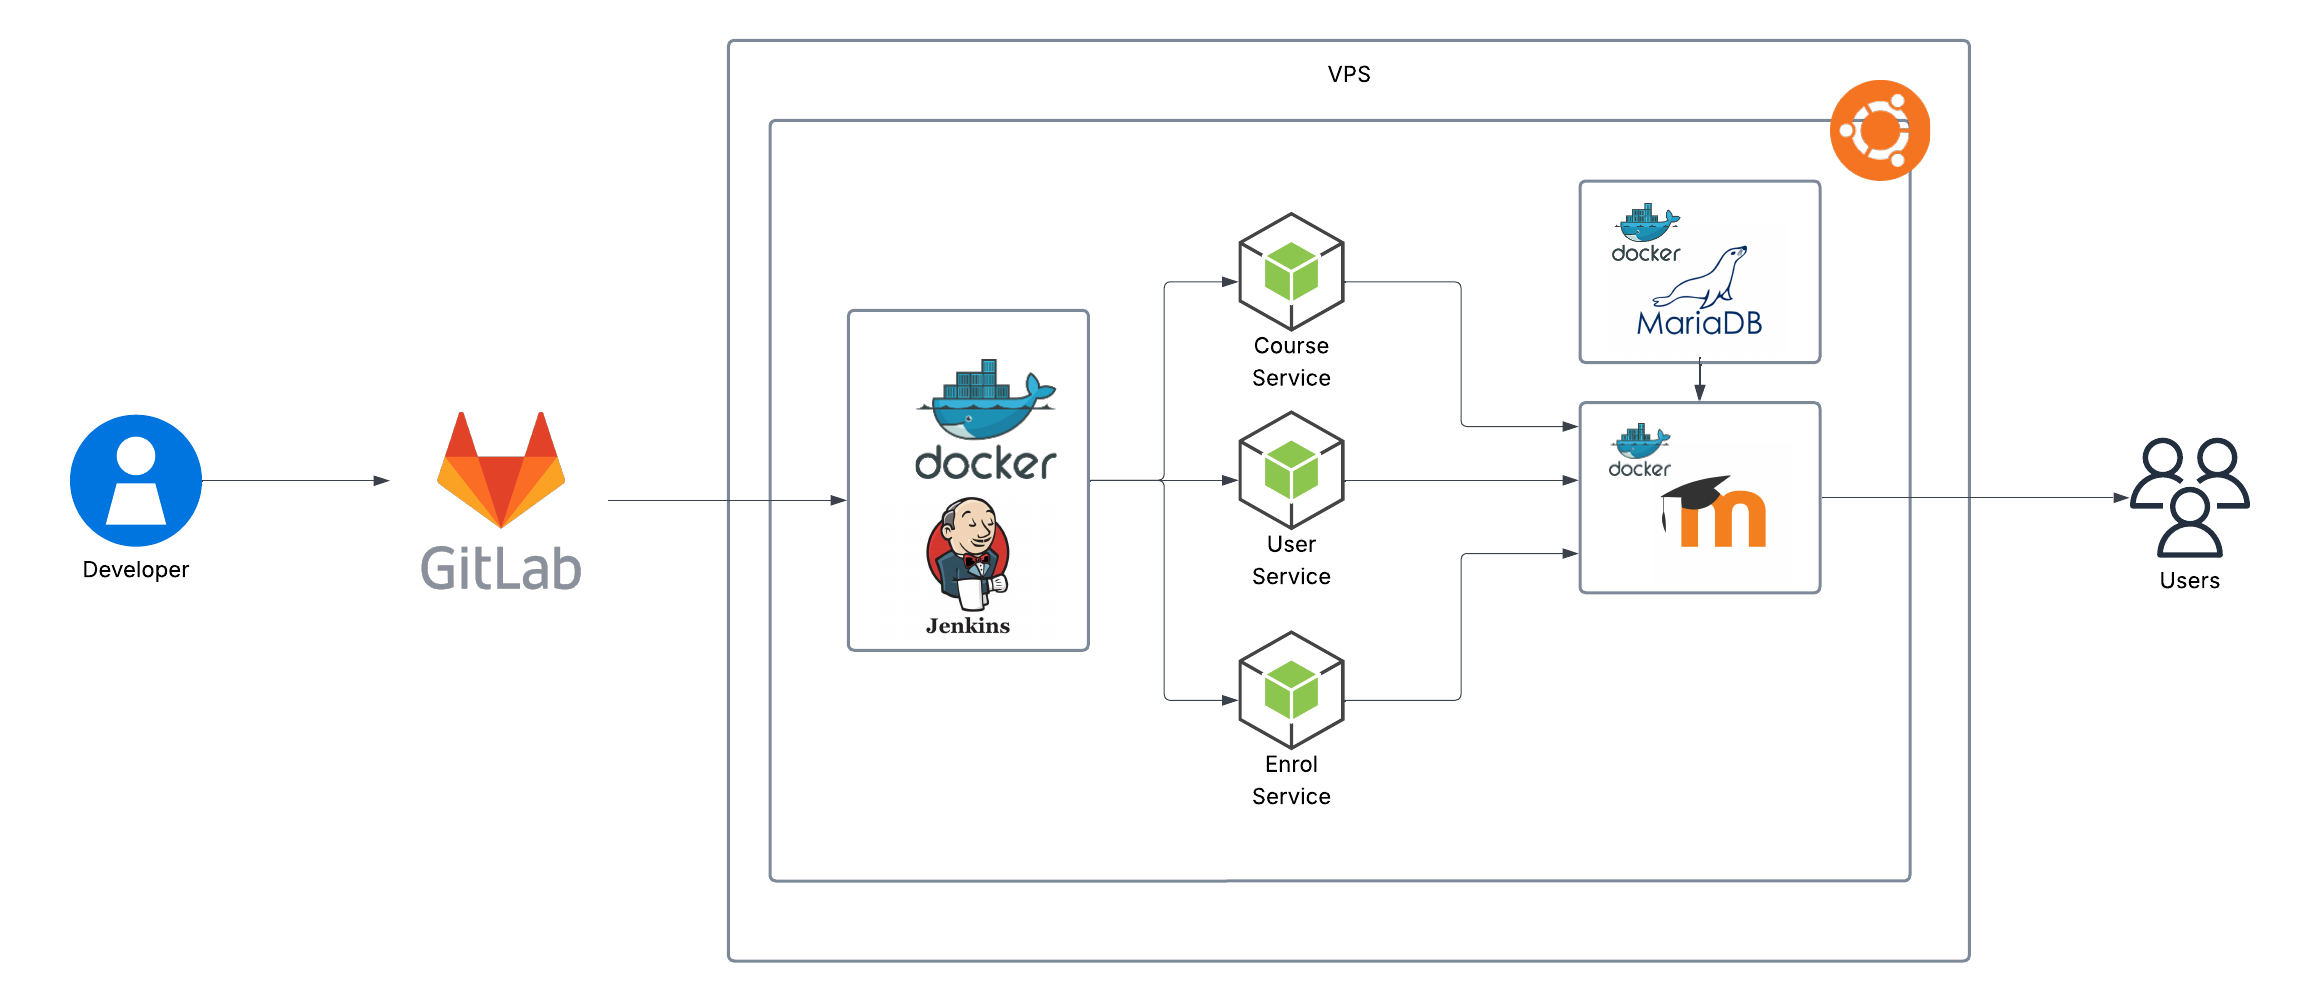 VPS
docker
MariaDB
Course
Service
docker
Jenkins
User
Service
docker
m
Developer
GitLab
Users
Enrol
Service